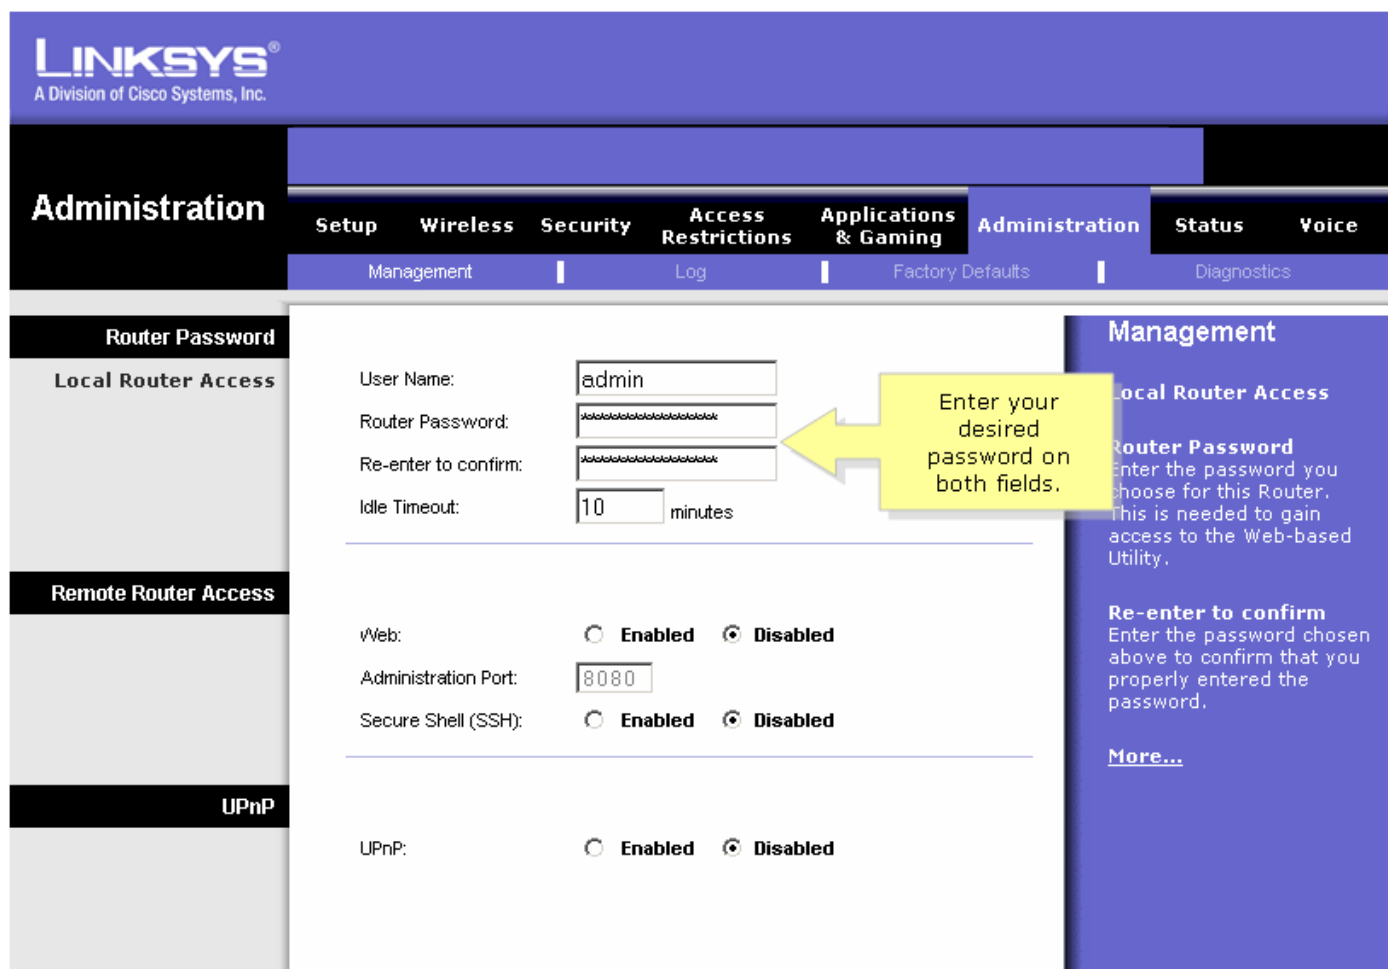 LINKSYS®
A Division of Cisco Systems, Inc.
Administration
Setup
Wireless
Security
Access Restrictions
Applications & Gaming
Administration
Status
Voice
Management
Log
Factory Defaults
Diagnostics
Router Password
Local Router Access
User Name: admin
Router Password: ******************
Re-enter to confirm: ******************
Idle Timeout: 10 minutes
Enter your
desired
password on
both fields.
Remote Router Access
Web: Enabled Disabled
Administration Port: 8080
Secure Shell (SSH): Enabled Disabled
UPnP
UPnP: Enabled Disabled
Management
Local Router Access
Router Password
Enter the password you
choose for this Router.
This is needed to gain
access to the Web-based
Utility.
Re-enter to confirm
Enter the password chosen
above to confirm that you
properly entered the
password.
More...